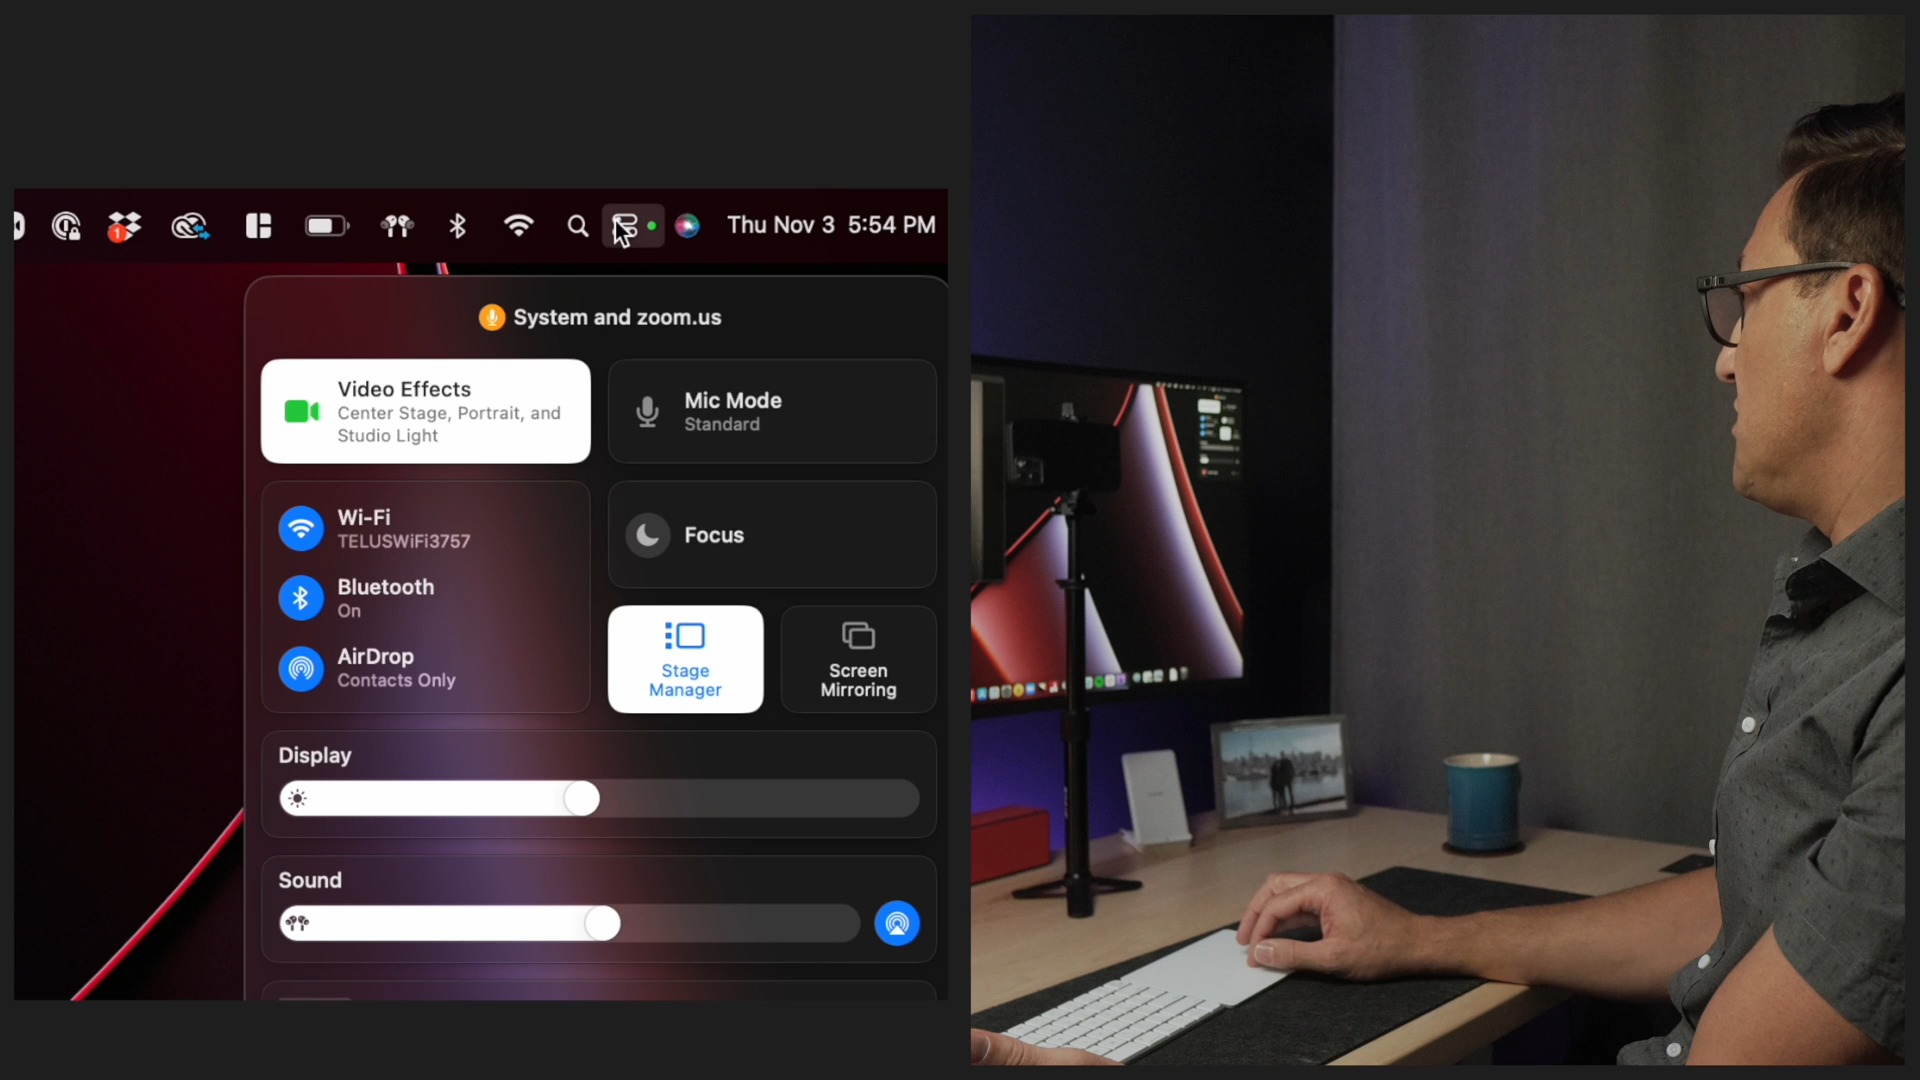 1
Thu Nov 3 5:54 PM
System and zoom.us
Video Effects
Center Stage, Portrait, and
Studio Light
Mic Mode
Standard
Wi-Fi
TELUSWiFi3757
Bluetooth
On
AirDrop
Contacts Only
Focus
Stage
Manager
Screen
Mirroring
Display
Sound